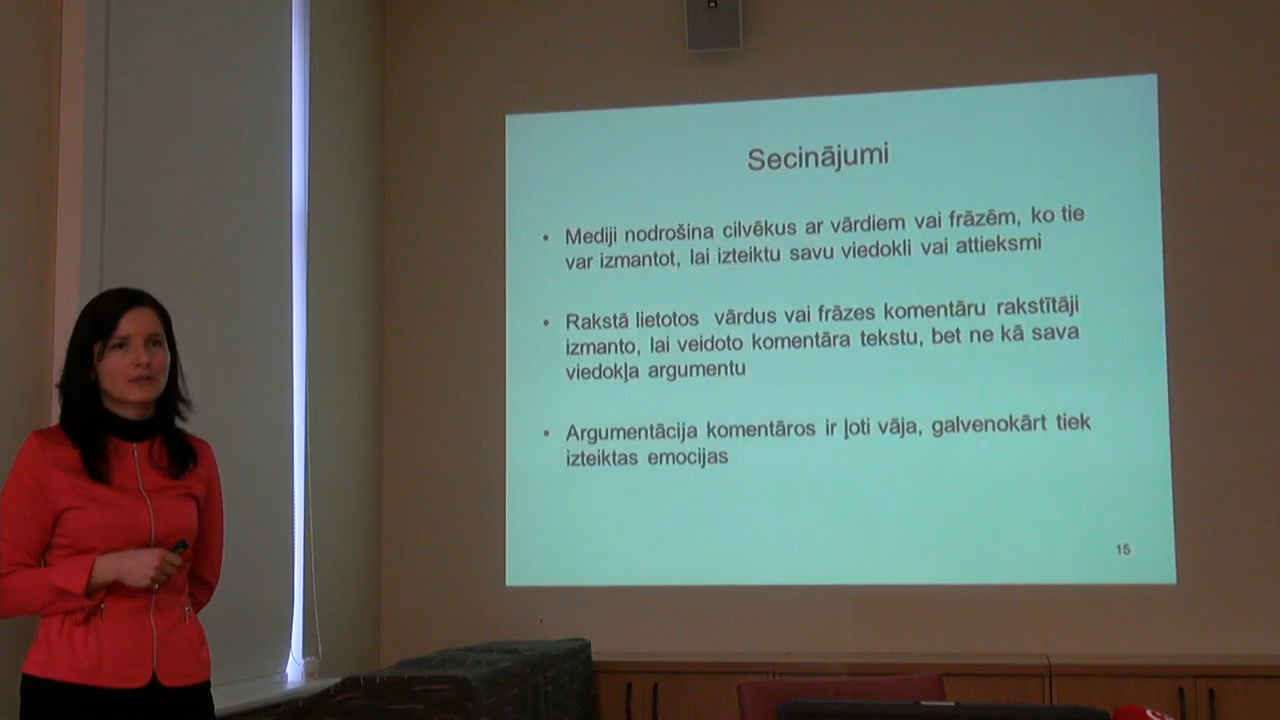 Secinājumi
• Mediji nodrošina cilvēkus ar vārdiem vai frāzēm, ko tie
var izmantot, lai izteiktu savu viedokli vai attieksmi
• Rakstā lietotos vārdus vai frāzes komentāru rakstītāji
izmanto, lai veidoto komentāra tekstu, bet ne kā sava
viedokļa argumentu
• Argumentācija komentāros ir ļoti vāja, galvenokārt tiek
izteiktas emocijas
15